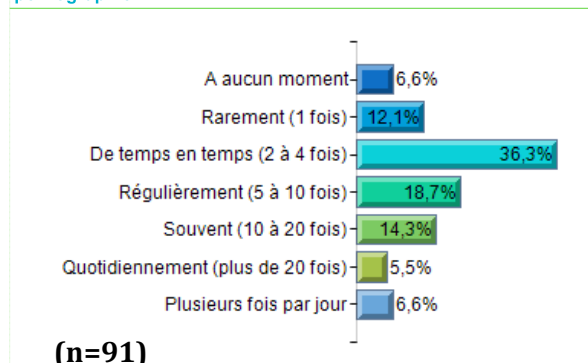 A aucun moment 6,6%
Rarement (1 fois) 12,1%
De temps en temps (2 à 4 fois) 36,3%
Régulièrement (5 à 10 fois) 18,7%
Souvent (10 à 20 fois) 14,3%
Quotidiennement (plus de 20 fois) 5,5%
Plusieurs fois par jour 6,6%
(n=91)